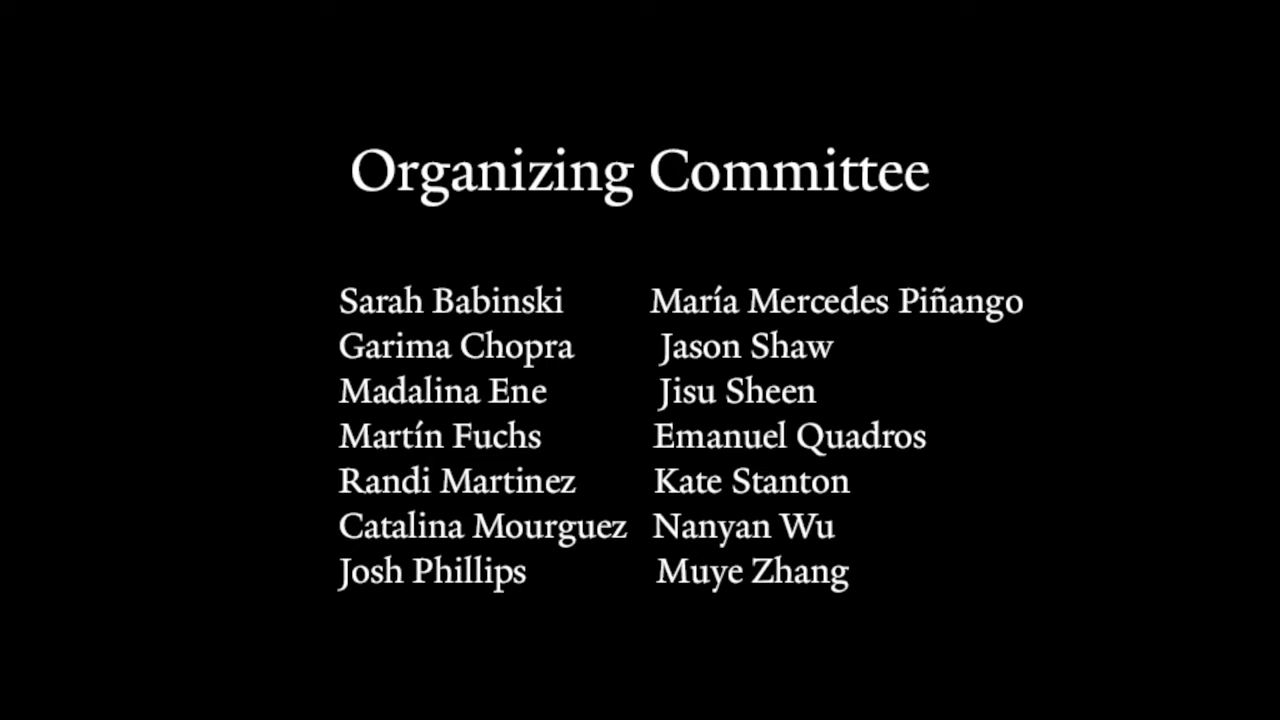 Organizing Committee
Sarah Babinski María Mercedes Piñango
Garima Chopra Jason Shaw
Madalina Ene Jisu Sheen
Martín Fuchs Emanuel Quadros
Randi Martinez Kate Stanton
Catalina Mourguez Nanyan Wu
Josh Phillips Muye Zhang